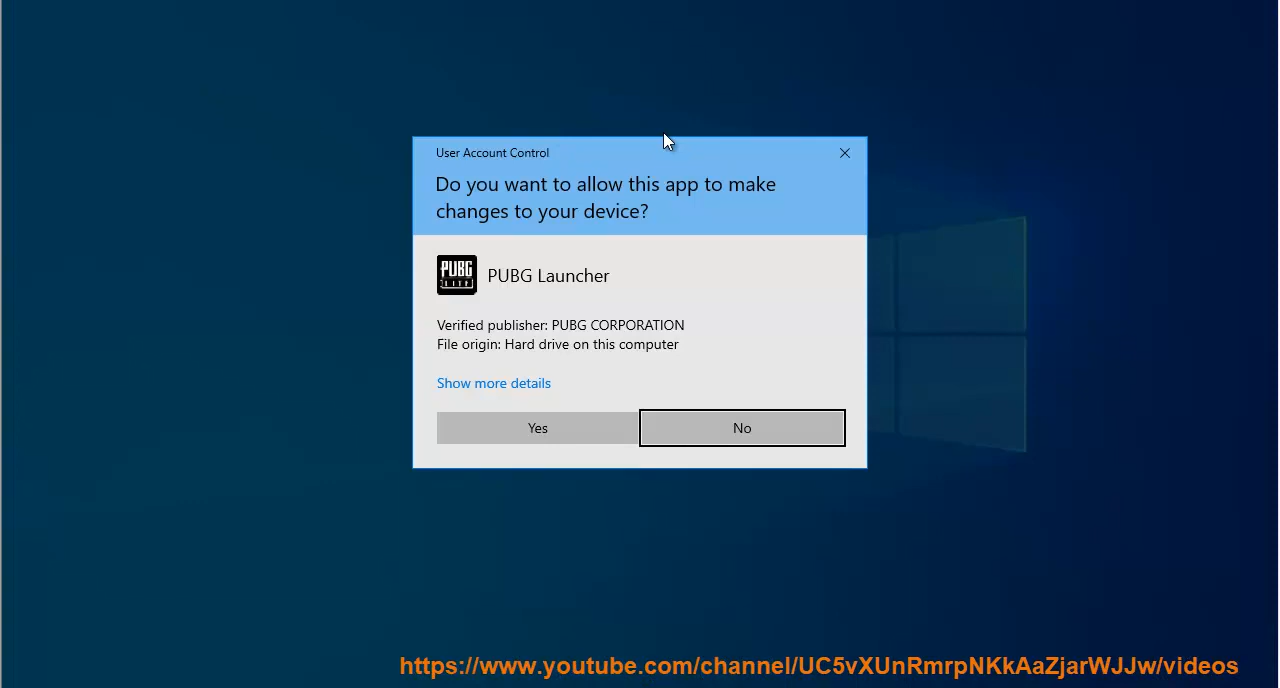 User Account Control
Do you want to allow this app to make
changes to your device?
PUBG
LITE
PUBG Launcher
Verified publisher: PUBG CORPORATION
File origin: Hard drive on this computer
Show more details
Yes
No
https://www.youtube.com/channel/UC5vXUnRmrpNKkAaZjarWJJw/videos